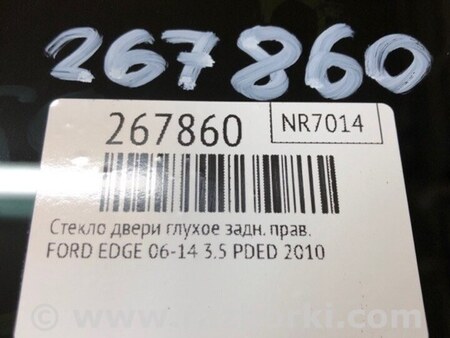 267860
267860
NR7014
Стекло двери глухое задн. прав.
FORD EDGE 06-14 3.5 PDED 2010